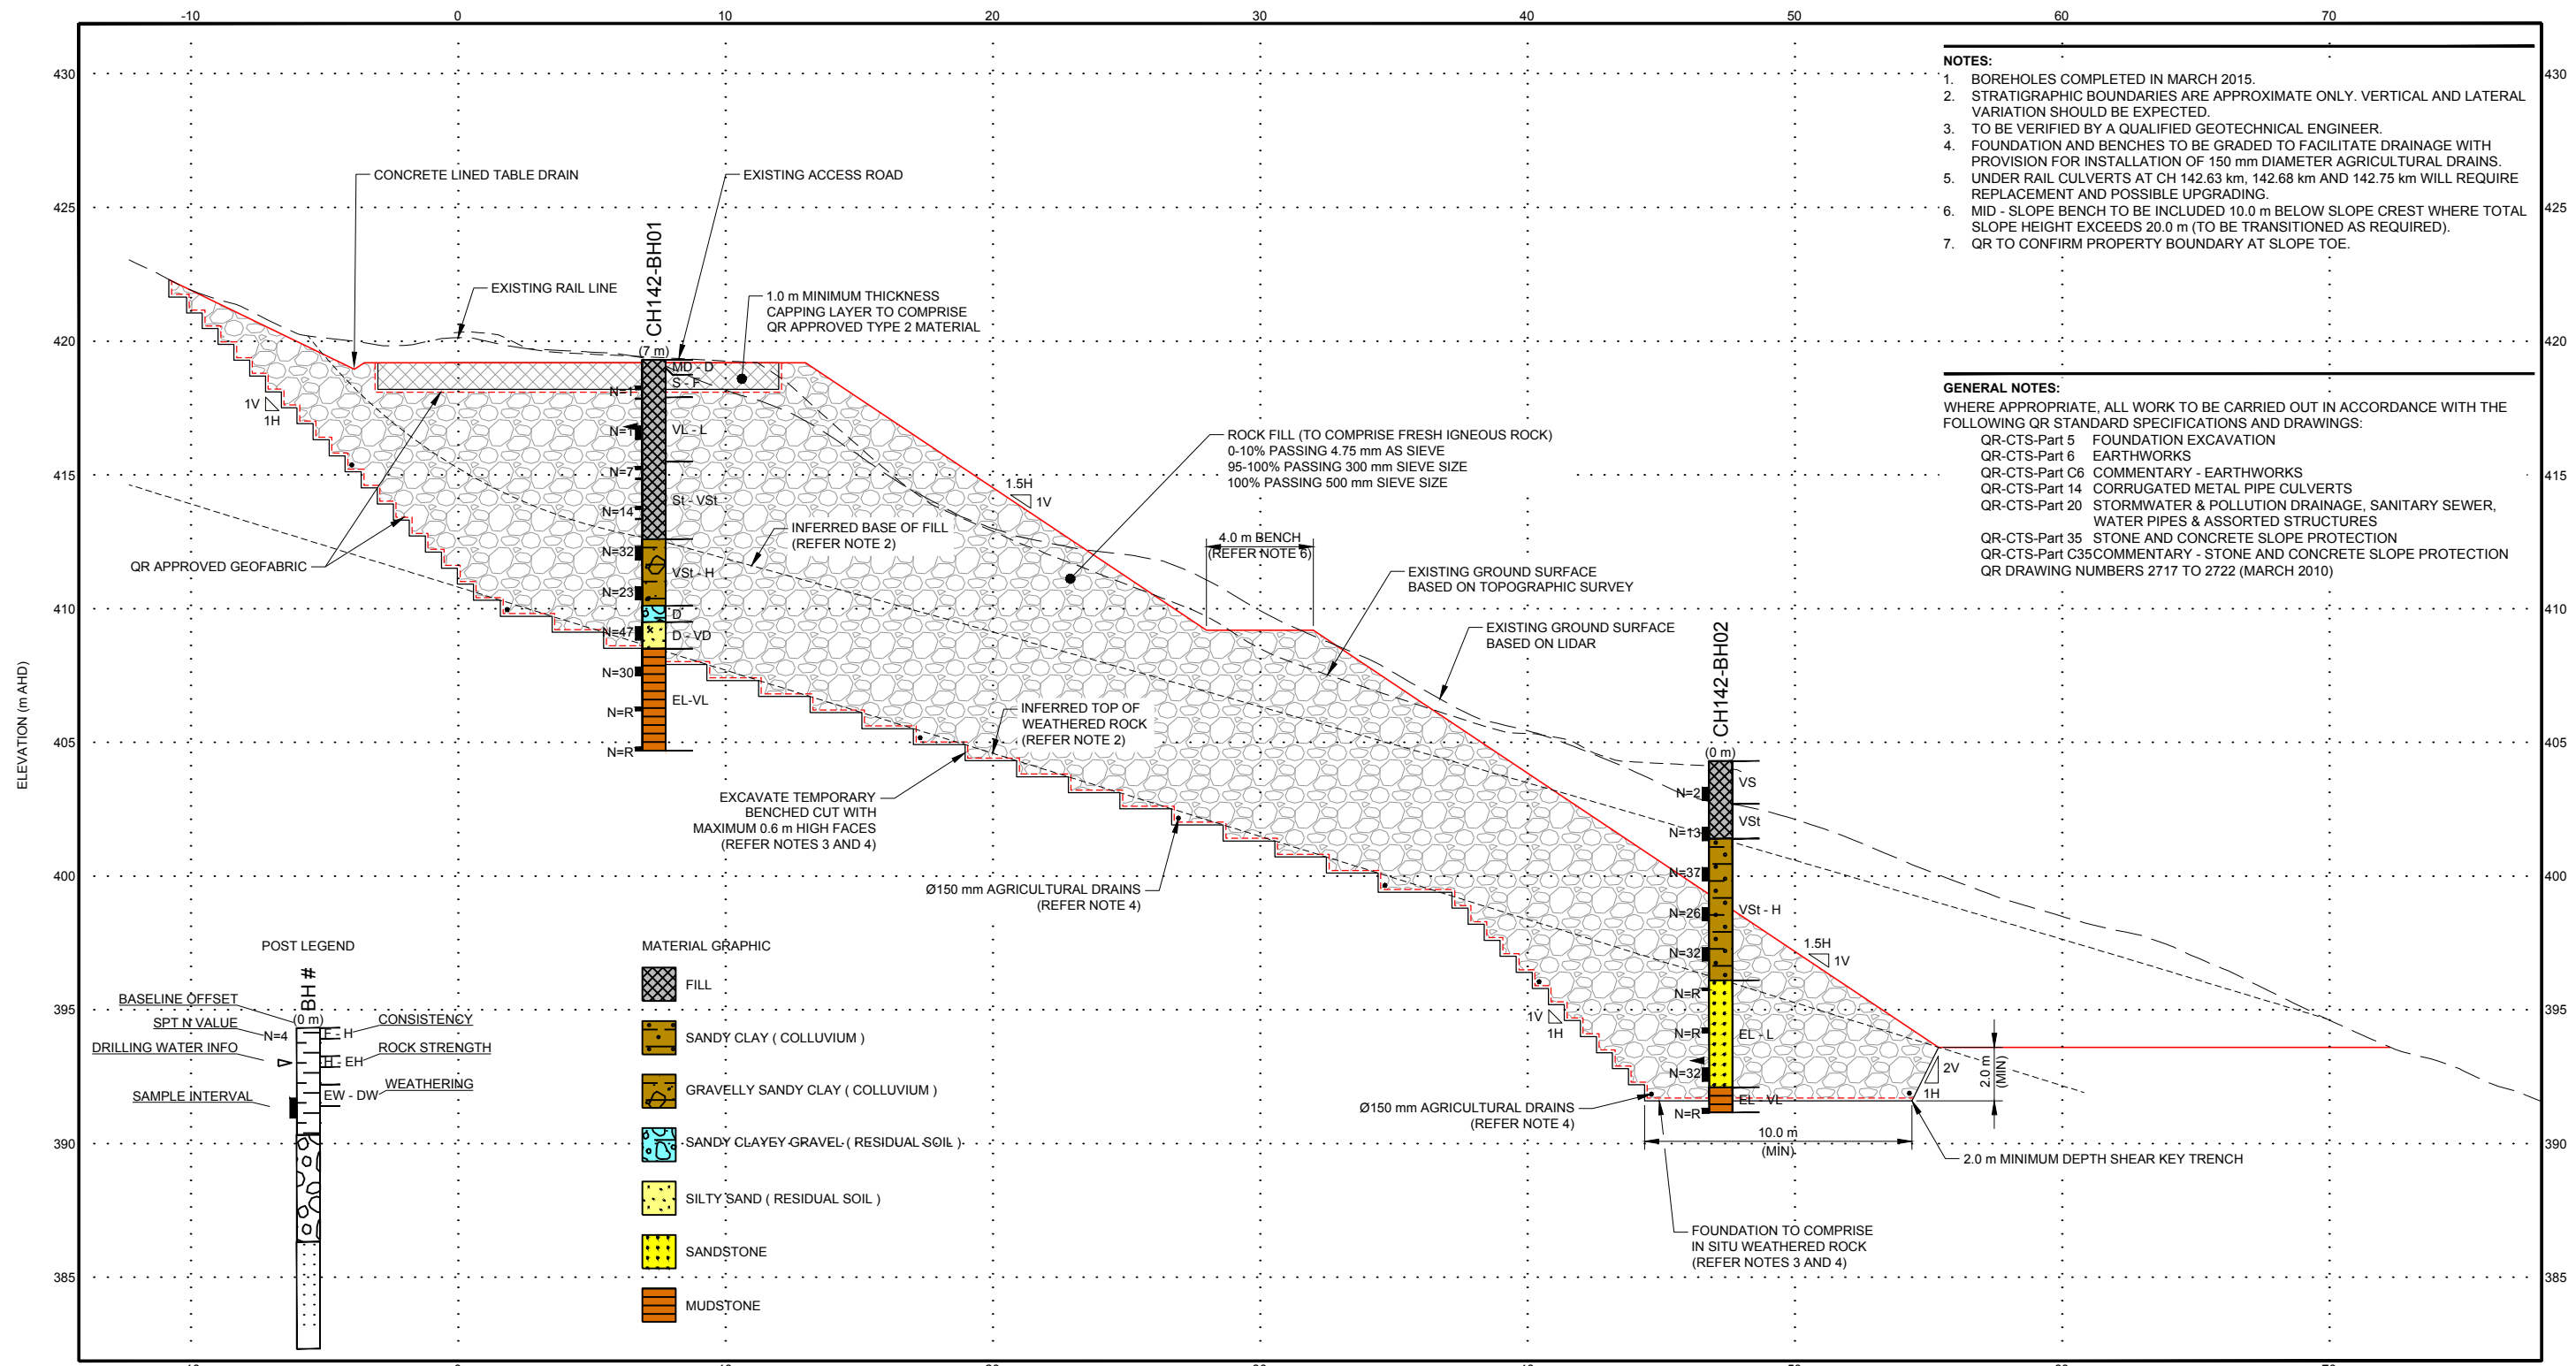 -10 0 20 30 40 50 60 70
430 430
425 425
420 420
415 415
410 410
405 405
400 400
395 395
390 390
385 385
ELEVATION (m AHD)
NOTES:
1. BOREHOLES COMPLETED IN MARCH 2015.
2. STRATIGRAPHIC BOUNDARIES ARE APPROXIMATE ONLY. VERTICAL AND LATERAL
VARIATION SHOULD BE EXPECTED.
3. TO BE VERIFIED BY A QUALIFIED GEOTECHNICAL ENGINEER.
4. FOUNDATION AND BENCHES TO BE GRADED TO FACILITATE DRAINAGE WITH
PROVISION FOR INSTALLATION OF 150 mm DIAMETER AGRICULTURAL DRAINS.
5. UNDER RAIL CULVERTS AT CH 142.63 km, 142.68 km AND 142.75 km WILL REQUIRE
REPLACEMENT AND POSSIBLE UPGRADING.
6. MID - SLOPE BENCH TO BE INCLUDED 10.0 m BELOW SLOPE CREST WHERE TOTAL
SLOPE HEIGHT EXCEEDS 20.0 m (TO BE TRANSITIONED AS REQUIRED).
7. QR TO CONFIRM PROPERTY BOUNDARY AT SLOPE TOE.
GENERAL NOTES:
WHERE APPROPRIATE, ALL WORK TO BE CARRIED OUT IN ACCORDANCE WITH THE
FOLLOWING QR STANDARD SPECIFICATIONS AND DRAWINGS:
QR-CTS-Part 5 FOUNDATION EXCAVATION
QR-CTS-Part 6 EARTHWORKS
QR-CTS-Part C6 COMMENTARY - EARTHWORKS
QR-CTS-Part 14 CORRUGATED METAL PIPE CULVERTS
QR-CTS-Part 20 STORMWATER & POLLUTION DRAINAGE, SANITARY SEWER,
WATER PIPES & ASSORTED STRUCTURES
QR-CTS-Part 35 STONE AND CONCRETE SLOPE PROTECTION
QR-CTS-Part C35COMMENTARY - STONE AND CONCRETE SLOPE PROTECTION
QR DRAWING NUMBERS 2717 TO 2722 (MARCH 2010)
CONCRETE LINED TABLE DRAIN
EXISTING ACCESS ROAD
EXISTING RAIL LINE
1.0 m MINIMUM THICKNESS
CAPPING LAYER TO COMPRISE
QR APPROVED TYPE 2 MATERIAL
CH142-BH01
(7 m)
MD - D
S - F
N=1
VL - L
N=1
N=7
St - VSt
N=14
N=32
VSt - H
N=23
D
N=47
D - VD
N=30
EL-VL
N=R
N=R
1V
1H
QR APPROVED GEOFABRIC
INFERRED BASE OF FILL
(REFER NOTE 2)
ROCK FILL (TO COMPRISE FRESH IGNEOUS ROCK)
0-10% PASSING 4.75 mm AS SIEVE
95-100% PASSING 300 mm SIEVE SIZE
100% PASSING 500 mm SIEVE SIZE
1.5H
1V
4.0 m BENCH
(REFER NOTE 6)
EXISTING GROUND SURFACE
BASED ON TOPOGRAPHIC SURVEY
EXISTING GROUND SURFACE
BASED ON LIDAR
INFERRED TOP OF
WEATHERED ROCK
(REFER NOTE 2)
EXCAVATE TEMPORARY
BENCHED CUT WITH
MAXIMUM 0.6 m HIGH FACES
(REFER NOTES 3 AND 4)
Ø150 mm AGRICULTURAL DRAINS
(REFER NOTE 4)
CH142-BH02
(0 m)
VS
N=2
VSt
N=13
N=37
VSt - H
N=26
N=32
N=R
N=R
EL - L
N=32
EL - VL
N=R
1.5H
1V
1V
1H
2V
1H
2.0 m
(MIN)
Ø150 mm AGRICULTURAL DRAINS
(REFER NOTE 4)
10.0 m
(MIN)
2.0 m MINIMUM DEPTH SHEAR KEY TRENCH
FOUNDATION TO COMPRISE
IN SITU WEATHERED ROCK
(REFER NOTES 3 AND 4)
POST LEGEND
BH #
BASELINE OFFSET
(0 m)
SPT N VALUE
N=4
CONSISTENCY
F - H
DRILLING WATER INFO
ROCK STRENGTH
H - EH
WEATHERING
EW - DW
SAMPLE INTERVAL
MATERIAL GRAPHIC
FILL
SANDY CLAY ( COLLUVIUM )
GRAVELLY SANDY CLAY ( COLLUVIUM )
SANDY CLAYEY GRAVEL ( RESIDUAL SOIL )
SILTY SAND ( RESIDUAL SOIL )
SANDSTONE
MUDSTONE